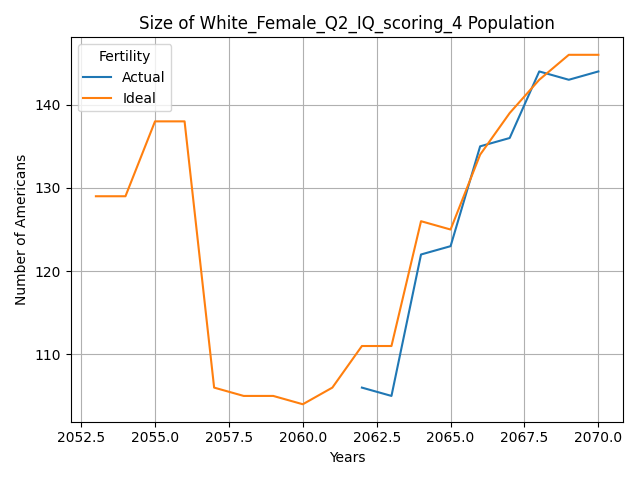 Size of White_Female_Q2_IQ_scoring_4 Population
Fertility
Actual
Ideal
Number of Americans
140
130
120
110
2052.5 2055.0 2057.5 2060.0 2062.5 2065.0 2067.5 2070.0
Years